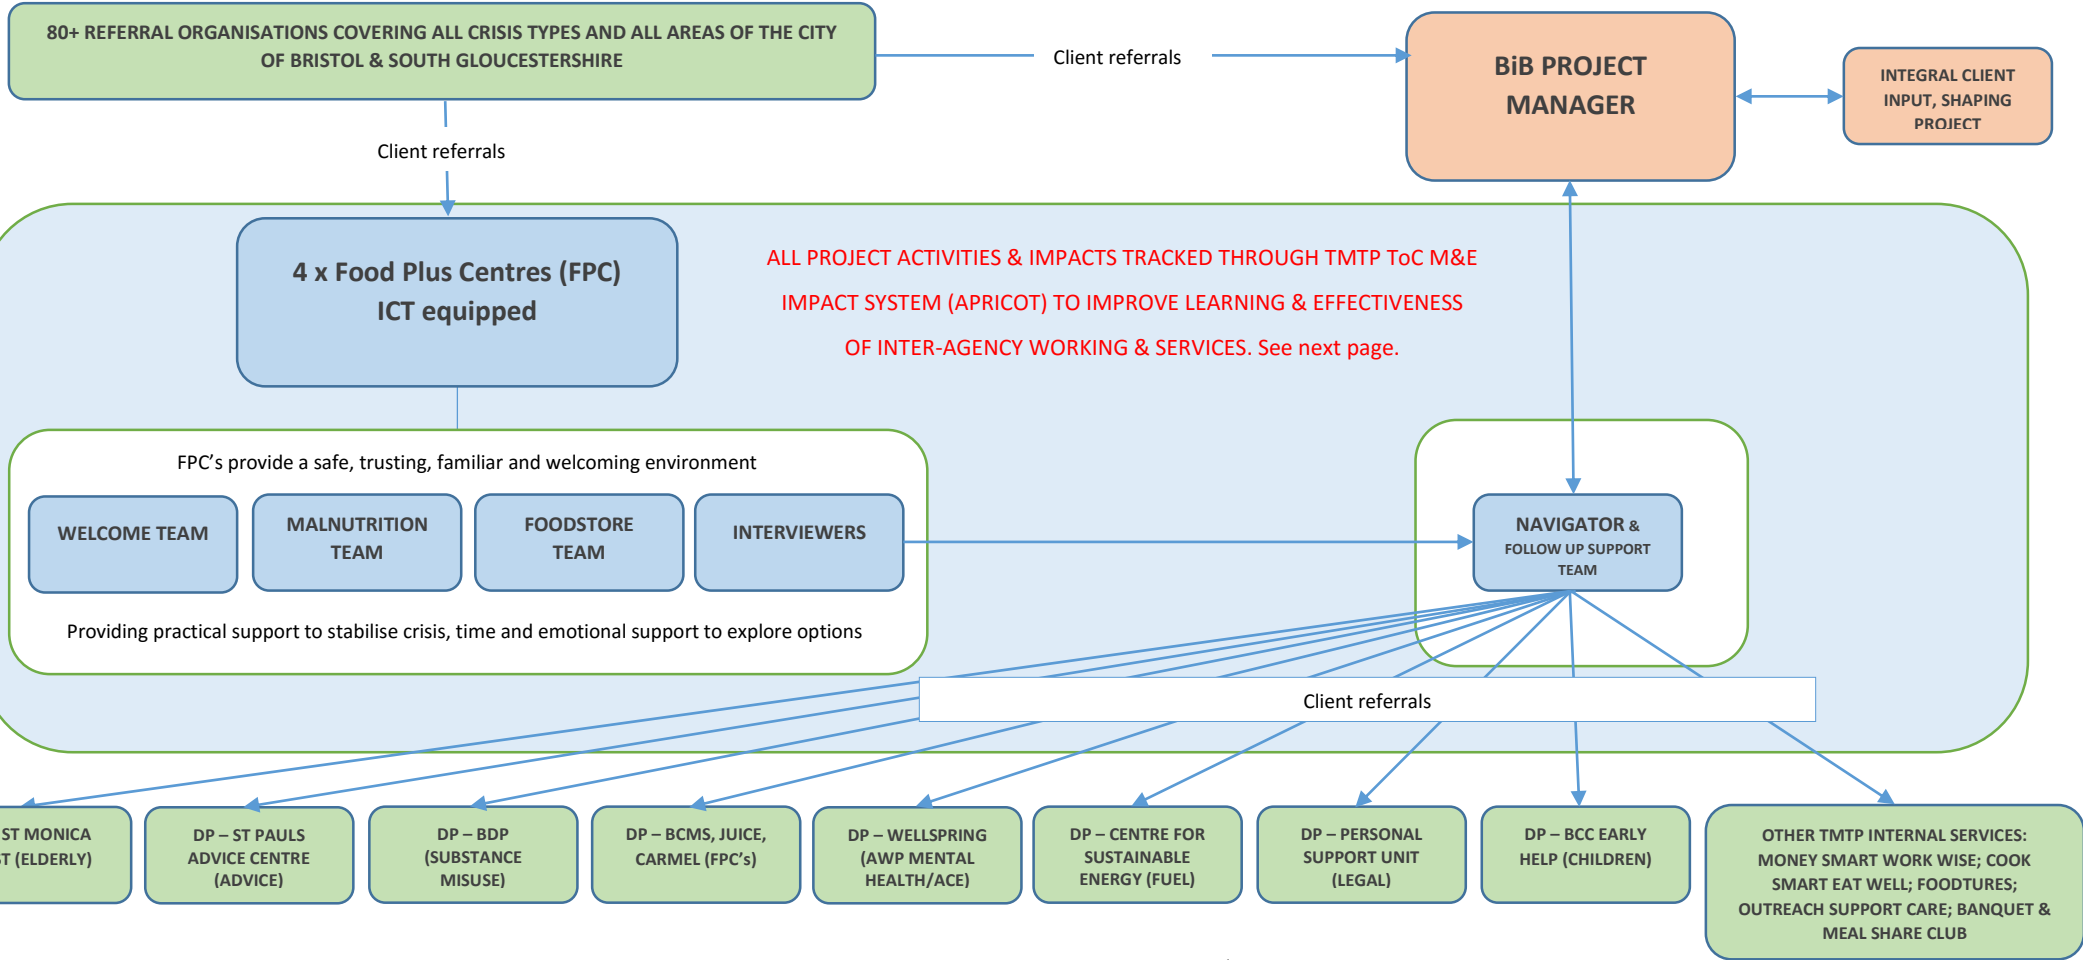 80+ REFERRAL ORGANISATIONS COVERING ALL CRISIS TYPES AND ALL AREAS OF THE CITY
OF BRISTOL & SOUTH GLOUCESTERSHIRE
Client referrals
BiB PROJECT
MANAGER
INTEGRAL CLIENT
INPUT, SHAPING
PROJECT
Client referrals
4 x Food Plus Centres (FPC)
ICT equipped
ALL PROJECT ACTIVITIES & IMPACTS TRACKED THROUGH TMTP ToC M&E
IMPACT SYSTEM (APRICOT) TO IMPROVE LEARNING & EFFECTIVENESS
OF INTER-AGENCY WORKING & SERVICES. See next page.
FPC's provide a safe, trusting, familiar and welcoming environment
WELCOME TEAM
MALNUTRITION
TEAM
FOODSTORE
TEAM
INTERVIEWERS
NAVIGATOR &
FOLLOW UP SUPPORT
TEAM
Providing practical support to stabilise crisis, time and emotional support to explore options
Client referrals
ST MONICA
ST (ELDERLY)
DP – ST PAULS
ADVICE CENTRE
(ADVICE)
DP – BDP
(SUBSTANCE
MISUSE)
DP – BCMS, JUICE,
CARMEL (FPC's)
DP – WELLSPRING
(AWP MENTAL
HEALTH/ACE)
DP – CENTRE FOR
SUSTAINABLE
ENERGY (FUEL)
DP – PERSONAL
SUPPORT UNIT
(LEGAL)
DP – BCC EARLY
HELP (CHILDREN)
OTHER TMTP INTERNAL SERVICES:
MONEY SMART WORK WISE; COOK
SMART EAT WELL; FOODTURES;
OUTREACH SUPPORT CARE; BANQUET &
MEAL SHARE CLUB